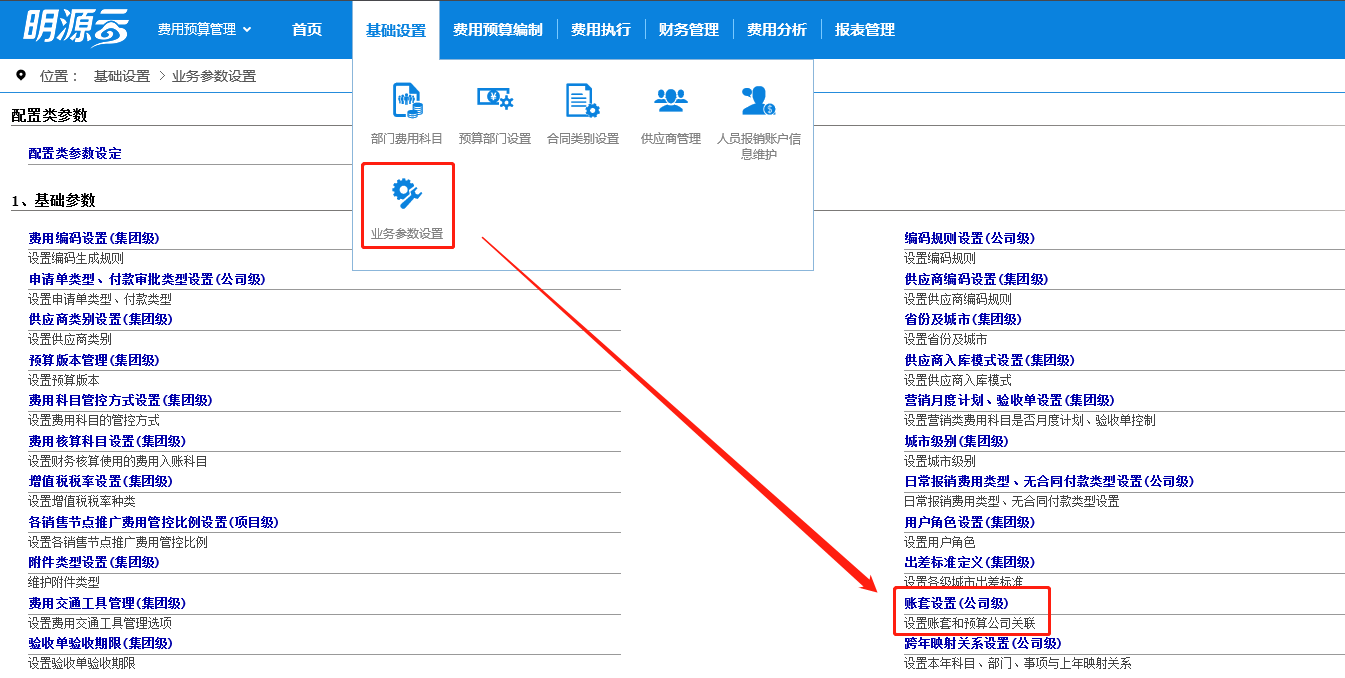 明源云
费用预算管理
首页
基础设置
费用预算编制
费用执行
财务管理
费用分析
报表管理
位置：
基础设置 > 业务参数设置
部门费用科目
预算部门设置
合同类别设置
供应商管理
人员报销账户信
息维护
业务参数设置
配置类参数
配置类参数设定
1、基础参数
费用编码设置(集团级)
设置编码生成规则
申请单类型、付款审批类型设置(公司级)
设置申请单类型、付款类型
供应商类别设置(集团级)
设置供应商类别
预算版本管理(集团级)
设置预算版本
费用科目管控方式设置(集团级)
设置费用科目的管控方式
费用核算科目设置(集团级)
设置财务核算使用的费用入账科目
增值税税率设置(集团级)
设置增值税税率种类
各销售节点推广费用管控比例设置(项目级)
设置各销售节点推广费用管控比例
附件类型设置(集团级)
维护附件类型
费用交通工具管理(集团级)
设置费用交通工具管理选项
验收单验收期限(集团级)
设置验收单验收期限
编码规则设置(公司级)
设置编码规则
供应商编码设置(集团级)
设置供应商编码规则
省份及城市(集团级)
设置省份及城市
供应商入库模式设置(集团级)
设置供应商入库模式
营销月度计划、验收单设置(集团级)
设置营销类费用科目是否月度计划、验收单控制
城市级别(集团级)
设置城市级别
日常报销费用类型、无合同付款类型设置(公司级)
日常报销费用类型、无合同付款类型设置
用户角色设置(集团级)
设置用户角色
出差标准定义(集团级)
设置各级城市出差标准
账套设置(公司级)
设置账套和预算公司关联
跨年映射关系设置(公司级)
设置本年科目、部门、事项与上年映射关系